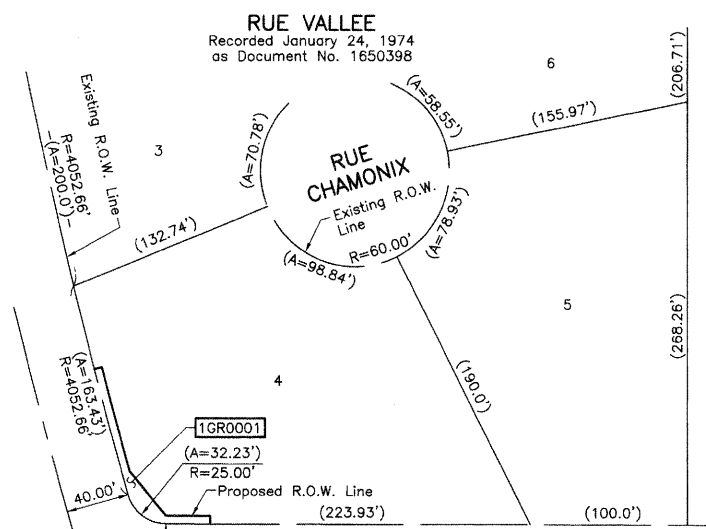 RUE VALLEE
Recorded January 24, 1974
as Document No. 1650398
6
(206.71')
(A=58.55')
(155.97')
Existing R.O.W. Line
R=4052.66'
(A=200.0')
3
(A=70.78')
RUE
CHAMONIX
Existing R.O.W.
Line
R=60.00'
(A=78.93')
(A=98.84')
(132.74')
5
(268.26')
4
(190.0')
(A=163.43')
R=4052.66'
1GR0001
(A=32.23')
R=25.00'
40.00'
Proposed R.O.W. Line
(223.93')
(100.0')